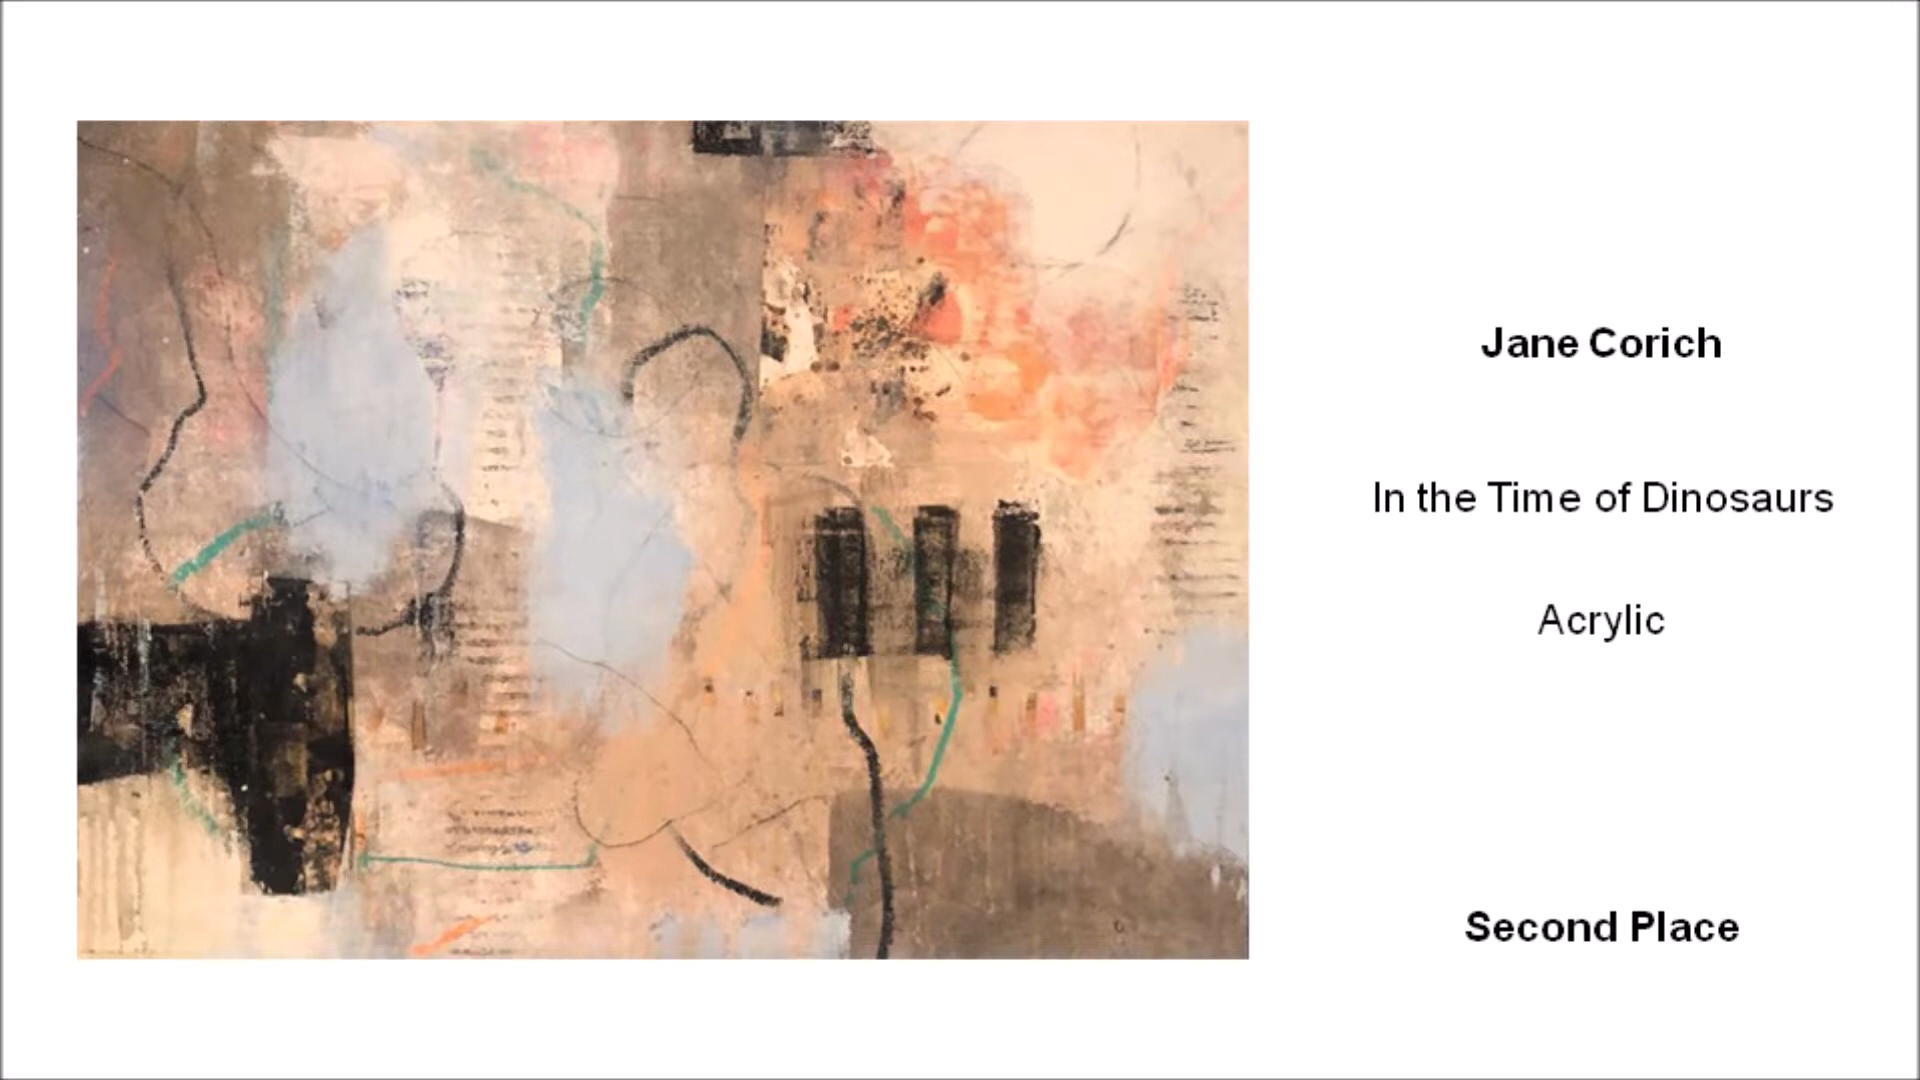 Jane Corich
In the Time of Dinosaurs
Acrylic
Second Place